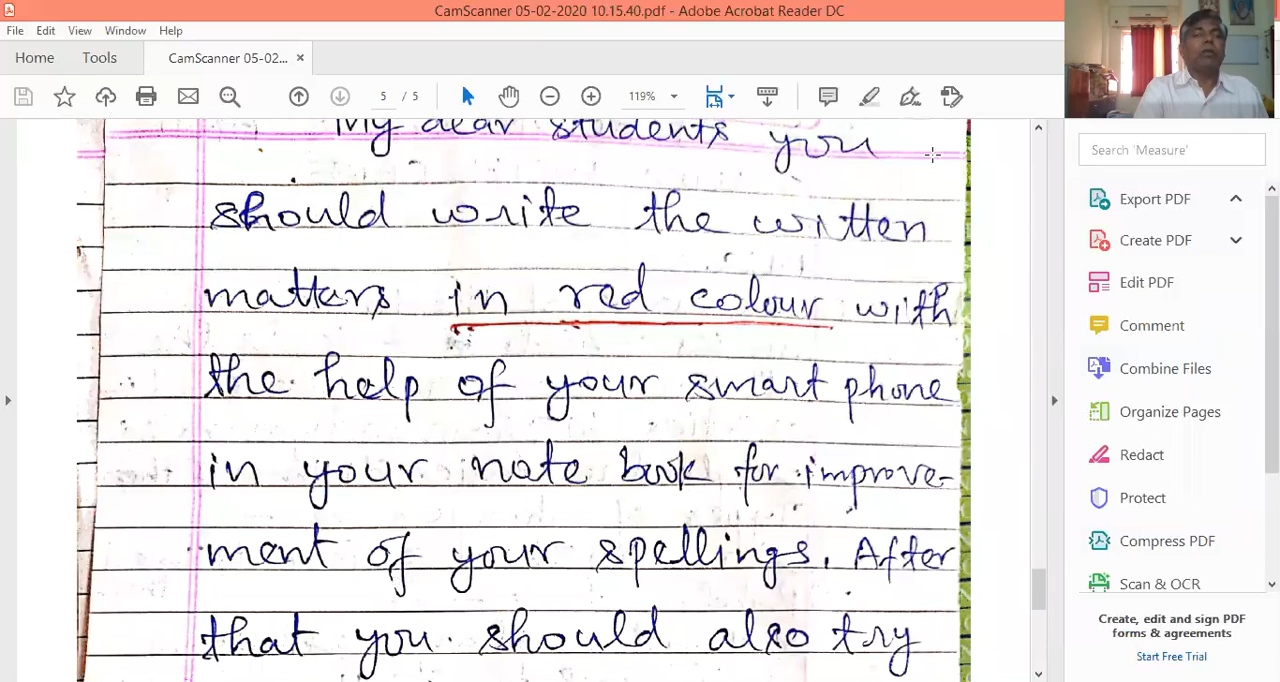 CamScanner 05-02-2020 10.15.40.pdf - Adobe Acrobat Reader DC
File Edit View Window Help
Home Tools CamScanner 05-02... ×
5 / 5 119%
My dear students you
should write the written
matters in red colour with
the help of your smart phone
in your note book for improve-
ment of your spellings. After
that you should also try
Search 'Measure'
Export PDF
Create PDF
Edit PDF
Comment
Combine Files
Organize Pages
Redact
Protect
Compress PDF
Scan & OCR
Create, edit and sign PDF
forms & agreements
Start Free Trial